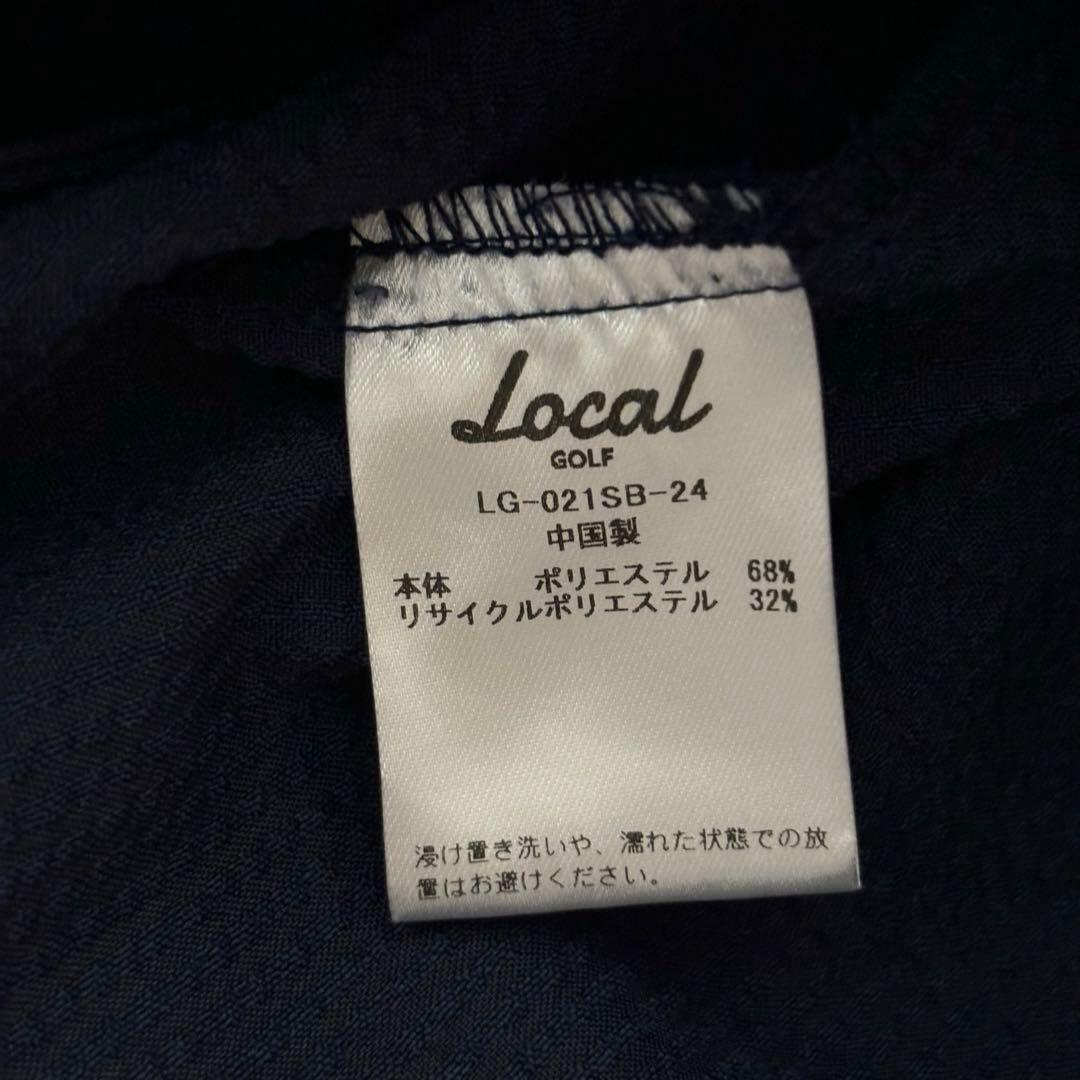 Local
GOLF
LG-021SB-24
中国製
本体 ポリエステル 68%
リサイクルポリエステル 32%
浸け置き洗いや、濡れた状態での放
置はお避けください。